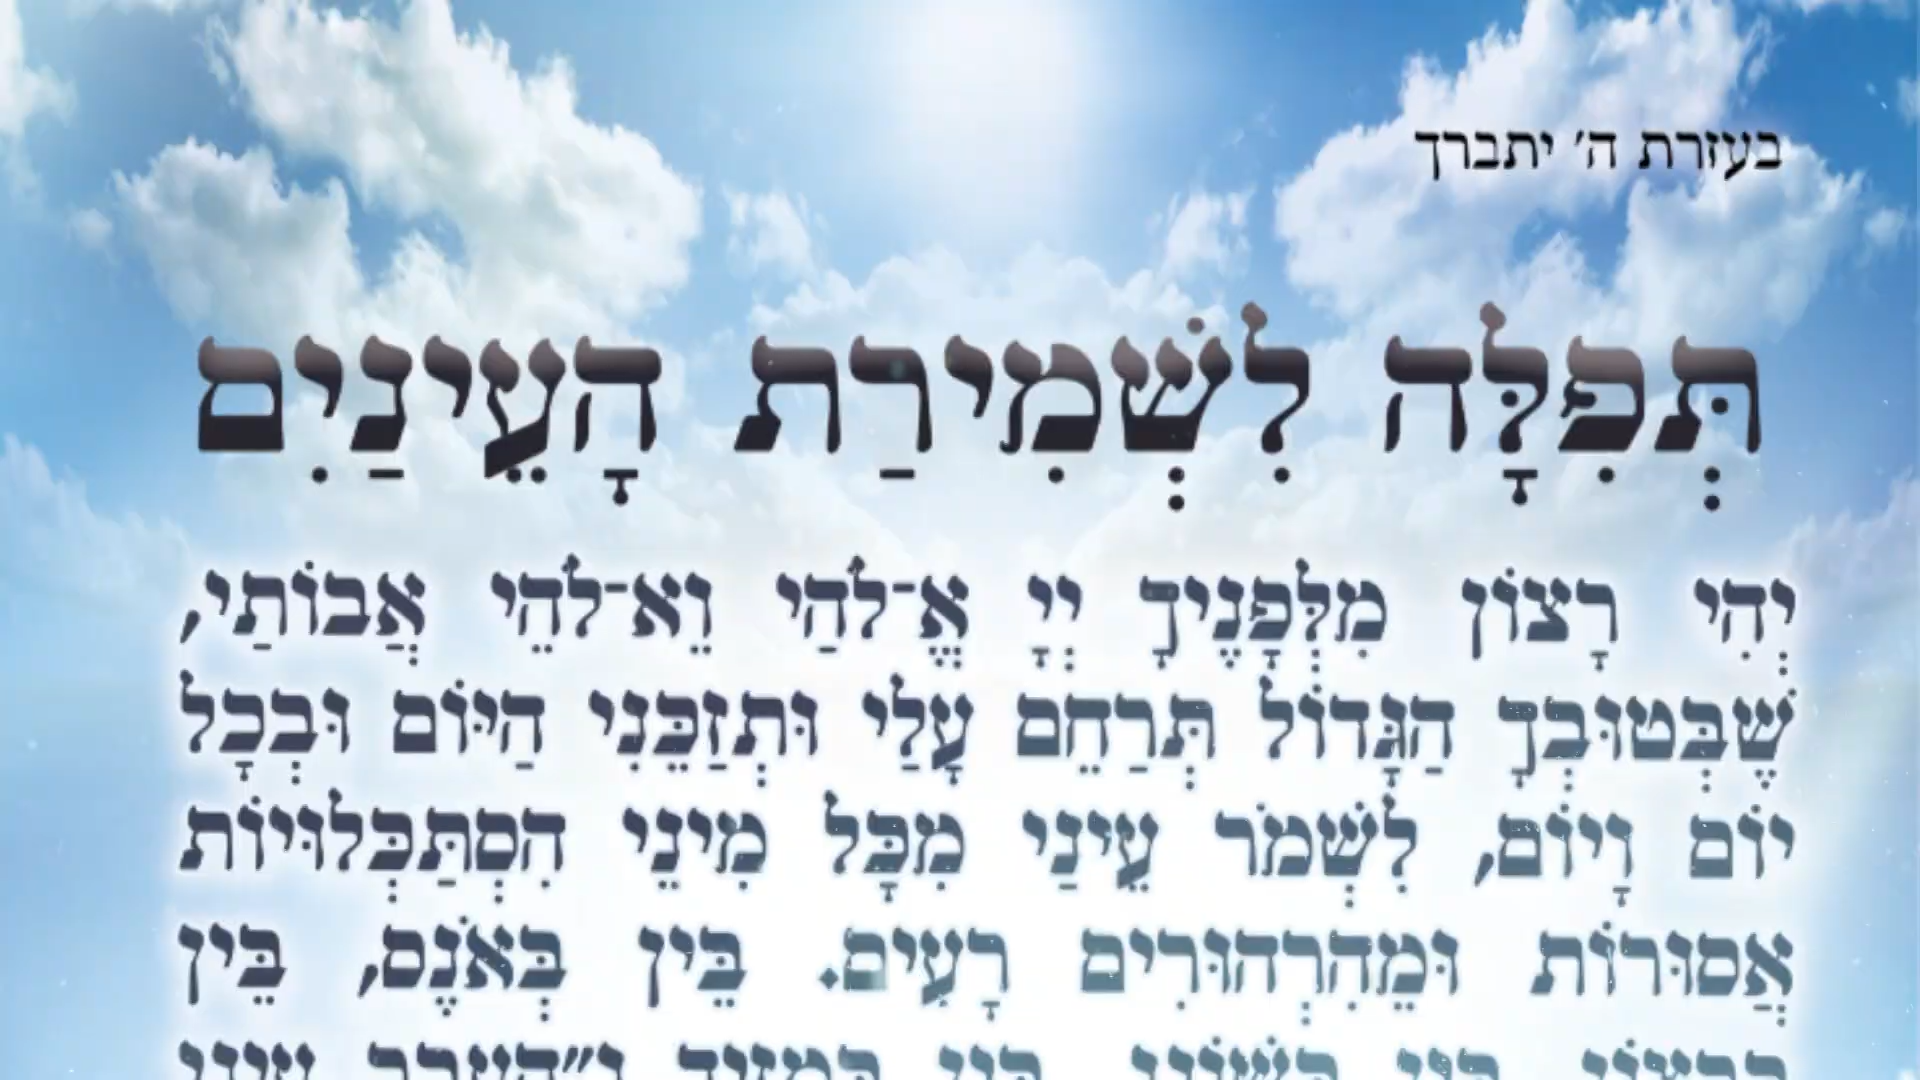 בעזרת ה' יתברך
תְּפִלָּה לִשְׁמִירַת הָעֵינַיִם
יְהִי רָצוֹן מִלְּפָנֶיךָ יְיָ אֱ-לֹהַי וֵא-לֹהֵי אֲבוֹתַי,
שֶׁבְּטוּבְךָ הַגָּדוֹל תְּרַחֵם עָלַי וּתְזַכֵּנִי הַיּוֹם וּבְכָל
יוֹם וָיוֹם, לִשְׁמֹר עֵינַי מִכָּל מִינֵי הִסְתַּכְּלוּיוֹת
אֲסוּרוֹת וּמֵהִרְהוּרִים רָעִים. בֵּין בְּאֹנֶס, בֵּין